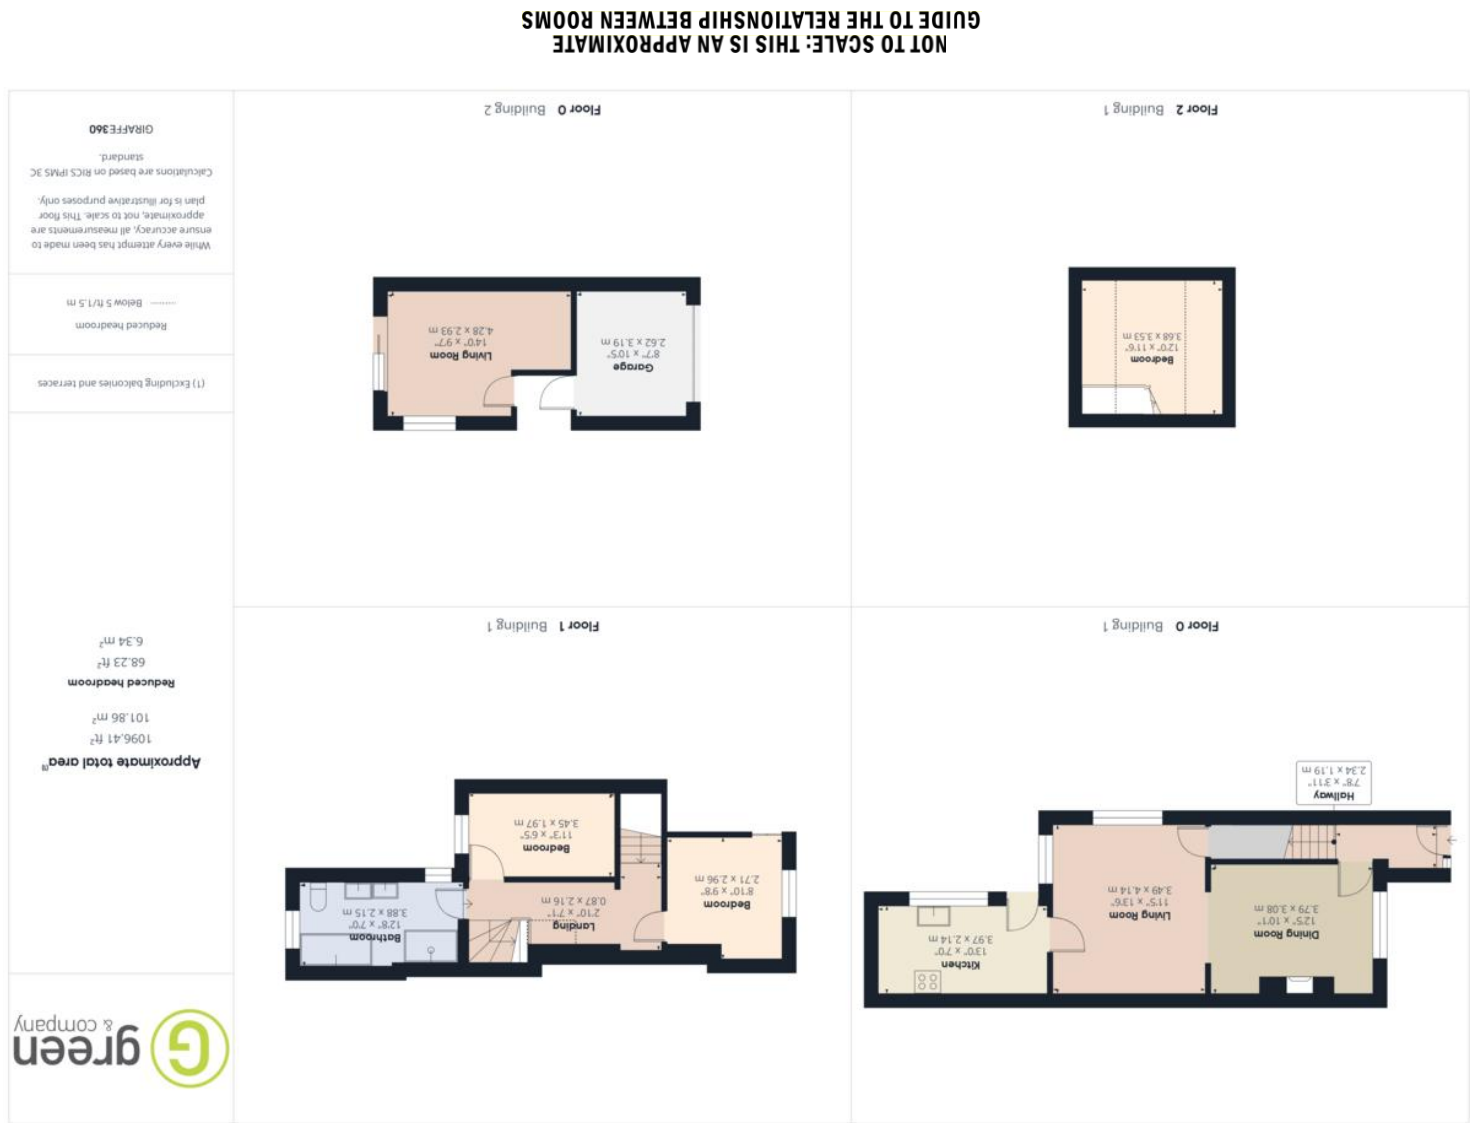 green
& company
Kitchen
13'0" x 7'0"
3.97 x 2.14 m
Dining Room
12'5" x 10'1"
3.79 x 3.08 m
Living Room
11'5" x 13'6"
3.49 x 4.14 m
Hallway
7'8" x 3'11"
2.34 x 1.19 m
Floor 0 Building 1
Bathroom
12'8" x 7'0"
3.88 x 2.15 m
Landing
2'10" x 7'1"
0.87 x 2.16 m
Bedroom
8'10" x 9'8"
2.71 x 2.96 m
Bedroom
11'3" x 6'5"
3.45 x 1.97 m
Floor 1 Building 1
Approximate total area(1)
1096.41 ft²
101.86 m²
Reduced headroom
68.23 ft²
6.34 m²
Bedroom
12'0" x 11'6"
3.68 x 3.53 m
Floor 2 Building 1
Garage
8'7" x 10'5"
2.62 x 3.19 m
Living Room
14'0" x 9'7"
4.28 x 2.93 m
Floor 0 Building 2
(1) Excluding balconies and terraces
Reduced headroom
Below 5 ft/1.5 m
While every attempt has been made to
ensure accuracy, all measurements are
approximate, not to scale. This floor
plan is for illustrative purposes only.
Calculations are based on RICS IPMS 3C
standard.
GIRAFFE360
NOT TO SCALE: THIS IS AN APPROXIMATE
GUIDE TO THE RELATIONSHIP BETWEEN ROOMS